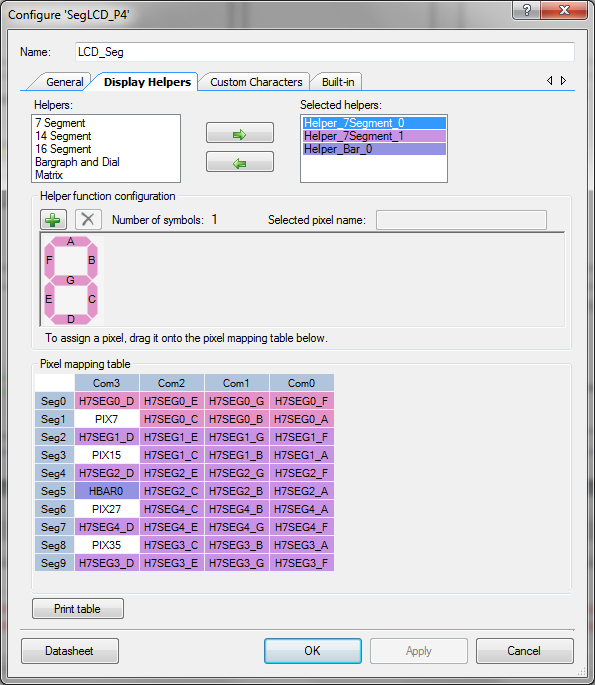 Configure 'SegLCD_P4'
?
Name: LCD_Seg
General Display Helpers Custom Characters Built-in
Helpers: Selected helpers:
7 Segment Helper_7Segment_0
14 Segment Helper_7Segment_1
16 Segment Helper_Bar_0
Bargraph and Dial
Matrix
Helper function configuration
Number of symbols: 1 Selected pixel name:
A
F B
G
E C
D
To assign a pixel, drag it onto the pixel mapping table below.
Pixel mapping table
Com3 Com2 Com1 Com0
Seg0 H7SEG0_D H7SEG0_E H7SEG0_G H7SEG0_F
Seg1 PIX7 H7SEG0_C H7SEG0_B H7SEG0_A
Seg2 H7SEG1_D H7SEG1_E H7SEG1_G H7SEG1_F
Seg3 PIX15 H7SEG1_C H7SEG1_B H7SEG1_A
Seg4 H7SEG2_D H7SEG2_E H7SEG2_G H7SEG2_F
Seg5 HBAR0 H7SEG2_C H7SEG2_B H7SEG2_A
Seg6 PIX27 H7SEG4_C H7SEG4_B H7SEG4_A
Seg7 H7SEG4_D H7SEG4_E H7SEG4_G H7SEG4_F
Seg8 PIX35 H7SEG3_C H7SEG3_B H7SEG3_A
Seg9 H7SEG3_D H7SEG3_E H7SEG3_G H7SEG3_F
Print table
Datasheet OK Apply Cancel